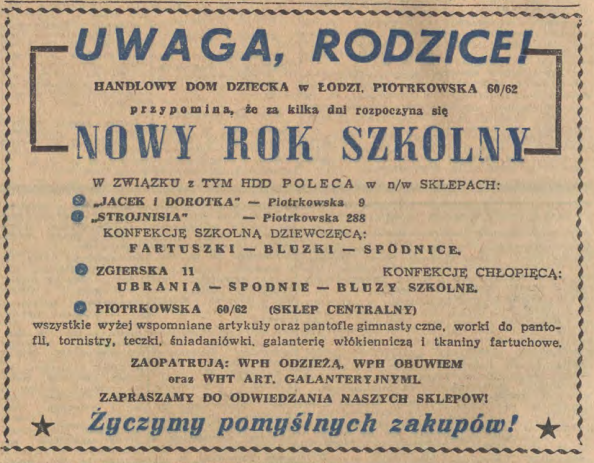 UWAGA, RODZICE!
HANDLOWY DOM DZIECKA w ŁODZI, PIOTRKOWSKA 60/62
przypomina, że za kilka dni rozpoczyna się
NOWY ROK SZKOLNY
W ZWIĄZKU z TYM HDD POLECA w n/w SKLEPACH:
„JACEK I DOROTKA" — Piotrkowska 9
„STROJNISIA" — Piotrkowska 288
KONFEKCJĘ SZKOLNĄ DZIEWCZĘCĄ:
FARTUSZKI — BLUZKI — SPÓDNICE.
ZGIERSKA 11 KONFEKCJĘ CHŁOPIĘCĄ:
UBRANIA — SPODNIE — BLUZY SZKOLNE.
PIOTRKOWSKA 60/62 (SKLEP CENTRALNY)
wszystkie wyżej wspomniane artykuły oraz pantofle gimnastyczne, worki do panto-
fli, tornistry, teczki, śniadaniówki, galanterię włókienniczą i tkaniny fartuchowe.
ZAOPATRUJĄ: WPH ODZIEŻĄ, WPH OBUWIEM
oraz WHT ART. GALANTERYJNYMI.
ZAPRASZAMY DO ODWIEDZANIA NASZYCH SKLEPÓW!
Życzymy pomyślnych zakupów!